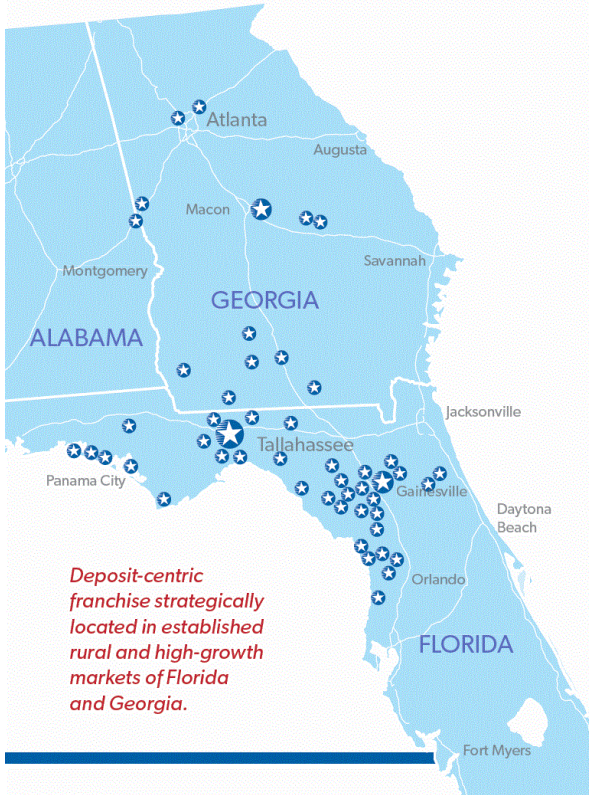 Atlanta
Augusta
Macon
Savannah
Montgomery
GEORGIA
ALABAMA
Jacksonville
Tallahassee
Panama City
Gainesville
Daytona
Beach
Deposit-centric
franchise strategically
located in established
rural and high-growth
markets of Florida
and Georgia.
Orlando
FLORIDA
Fort Myers